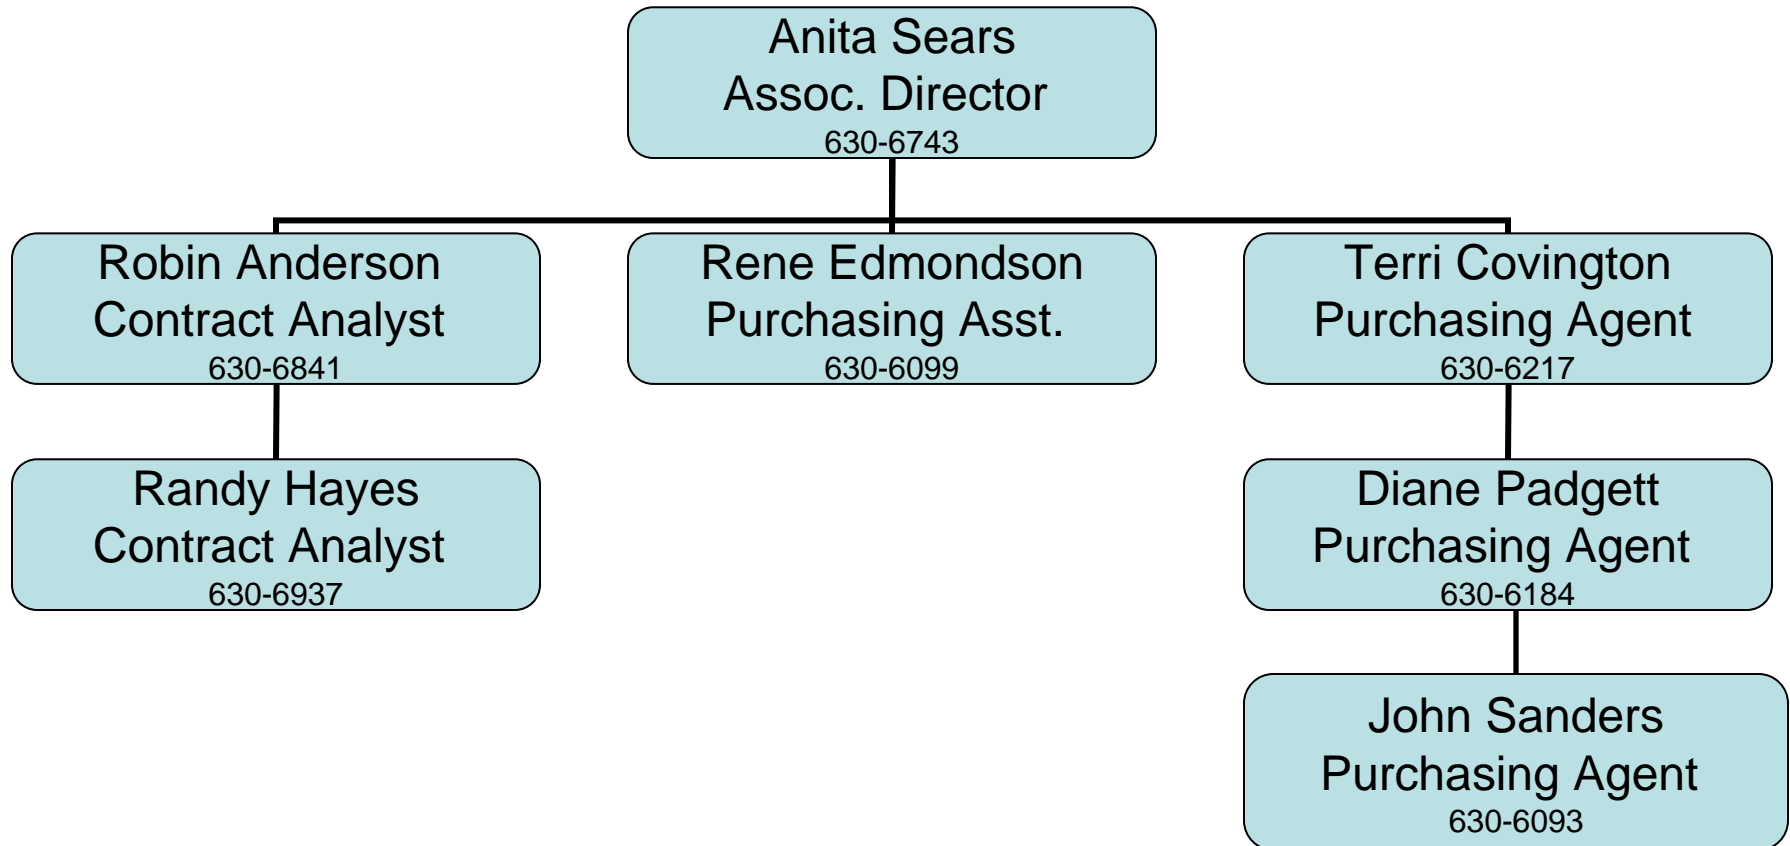 Anita Sears
Assoc. Director
630-6743
Robin Anderson
Contract Analyst
630-6841
Rene Edmondson
Purchasing Asst.
630-6099
Terri Covington
Purchasing Agent
630-6217
Randy Hayes
Contract Analyst
630-6937
Diane Padgett
Purchasing Agent
630-6184
John Sanders
Purchasing Agent
630-6093